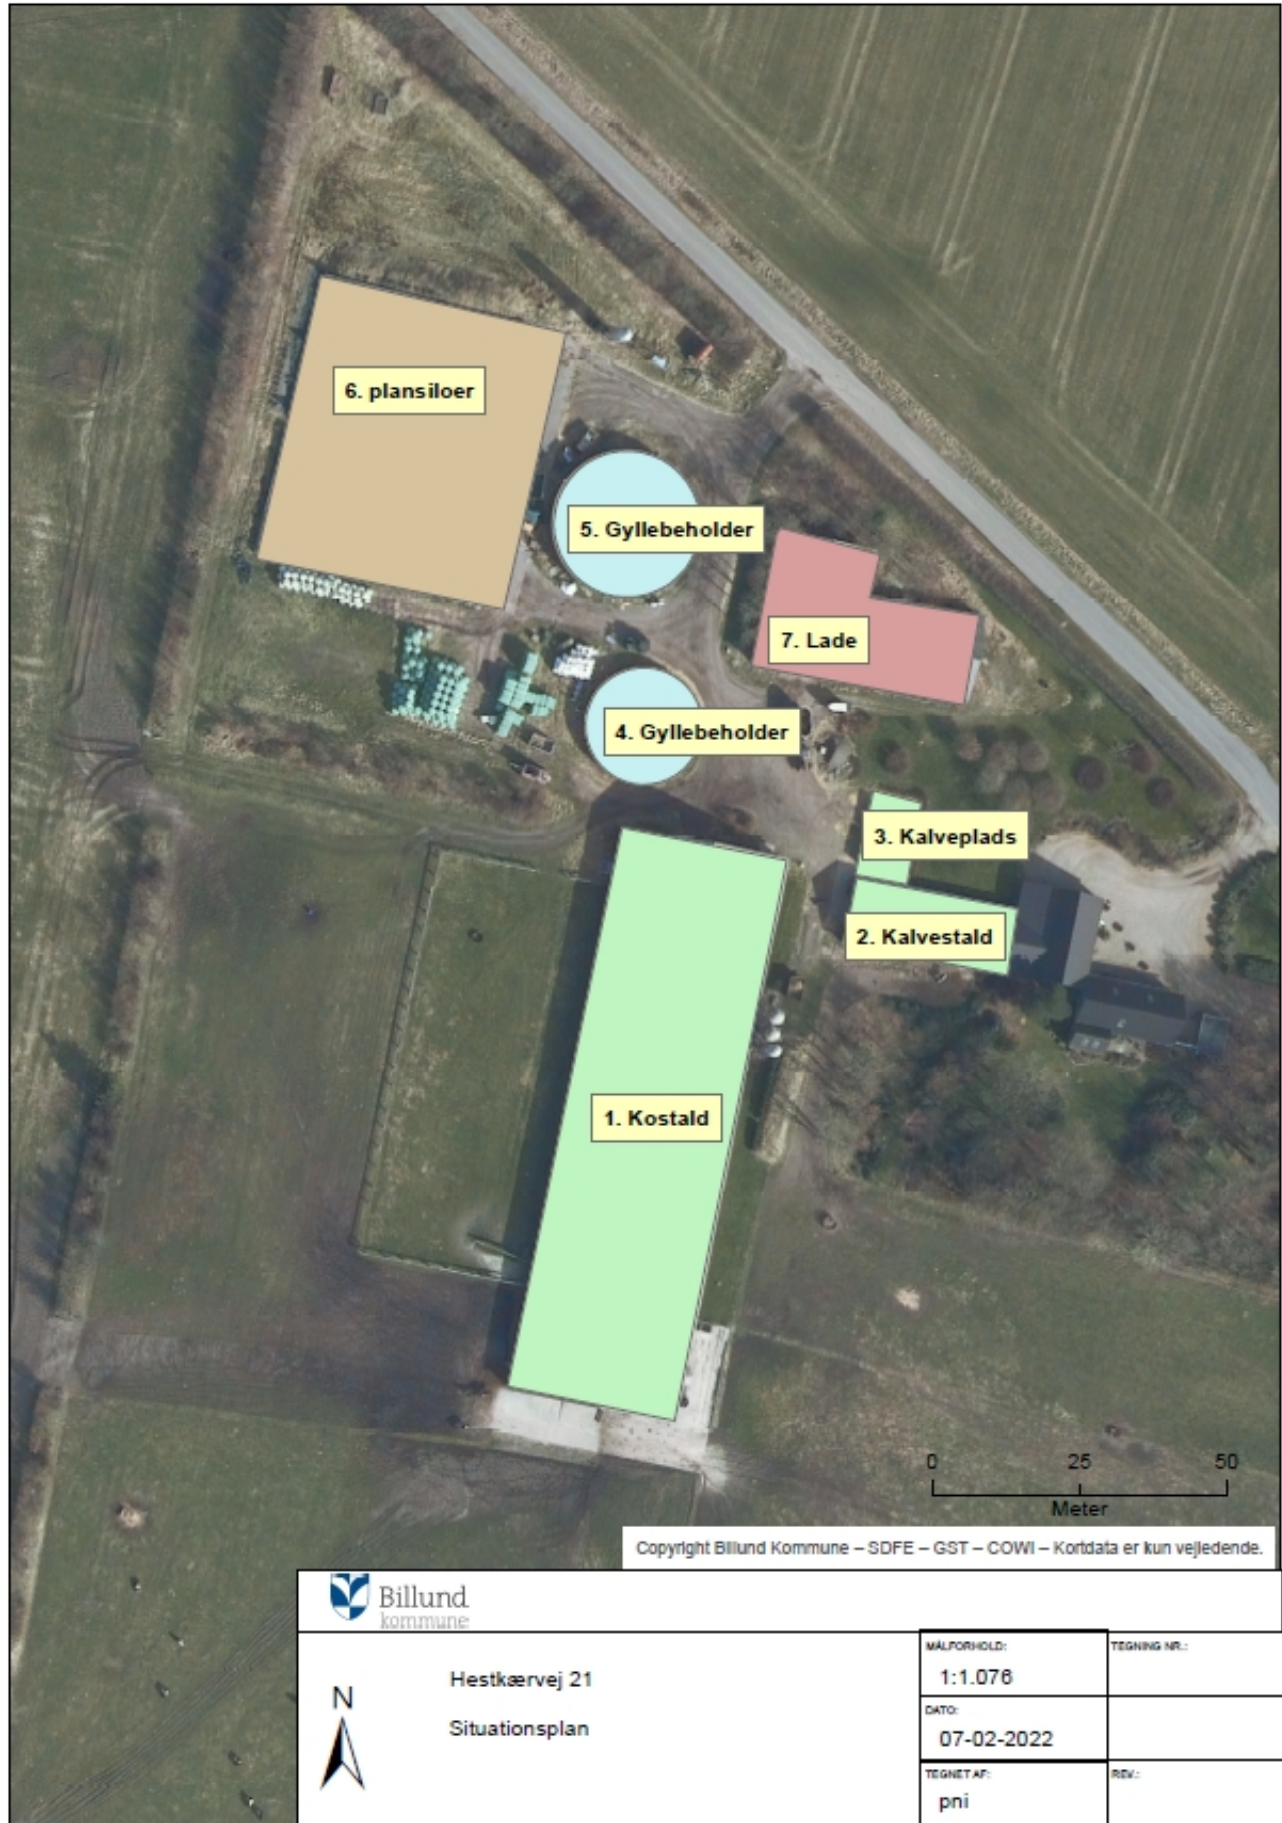 6. plansiloer
5. Gyllebeholder
7. Lade
4. Gyllebeholder
3. Kalveplads
2. Kalvestald
1. Kostald
0 25 50
Meter
Copyright Billund Kommune – SDFE – GST – COWI – Kortdata er kun vejledende.
Billund
kommune
N
Hestkærvej 21
Situationsplan
MÅLFORHOLD:
1:1.076
TEGNING NR.:
DATO:
07-02-2022
TEGNET AF:
pni
REV.: